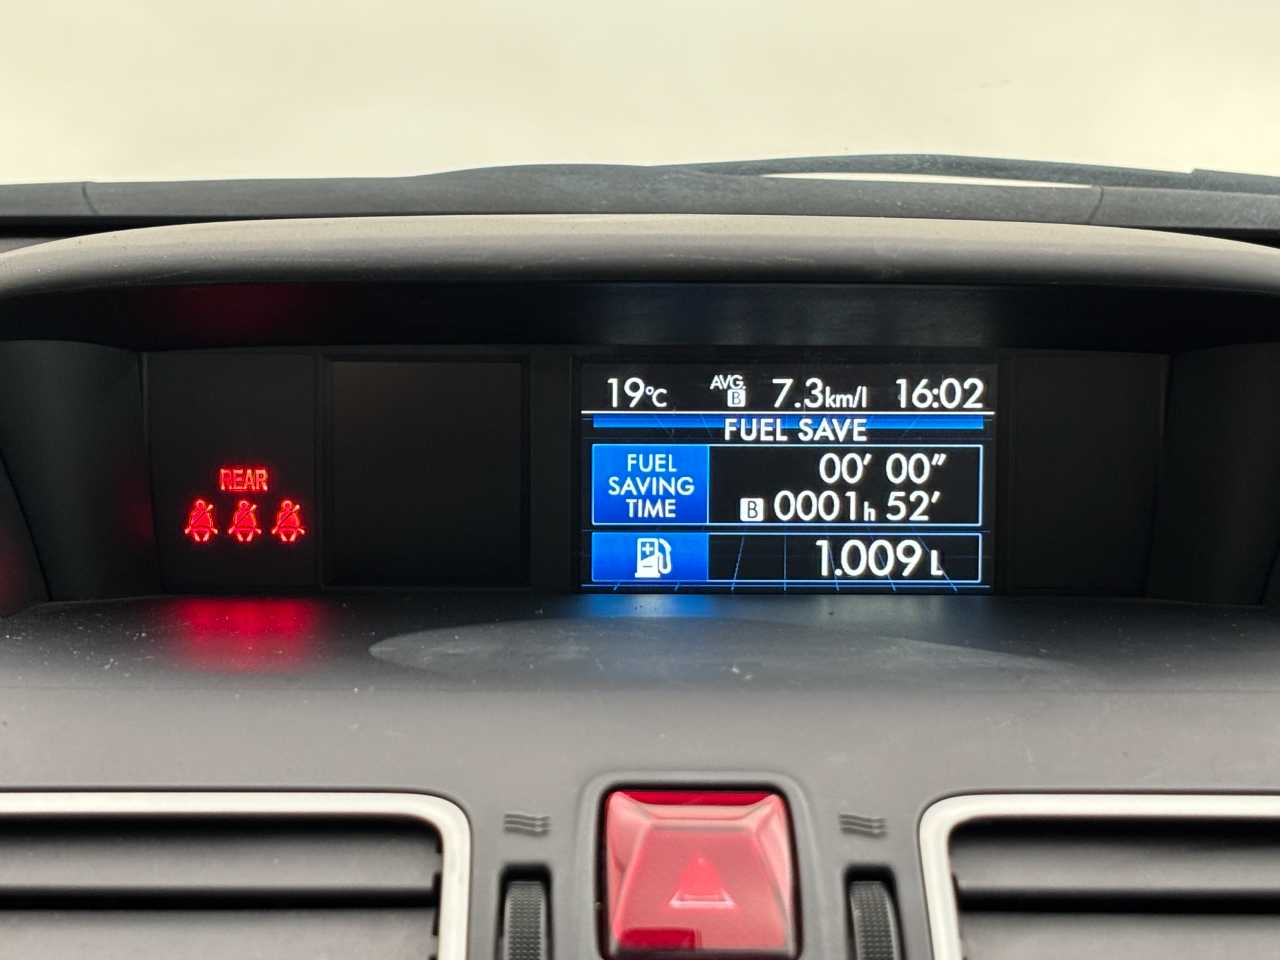 19°C AVG. B 7.3km/l 16:02
FUEL SAVE
FUEL SAVING TIME
00' 00"
B 0001h 52'
1.009L
REAR